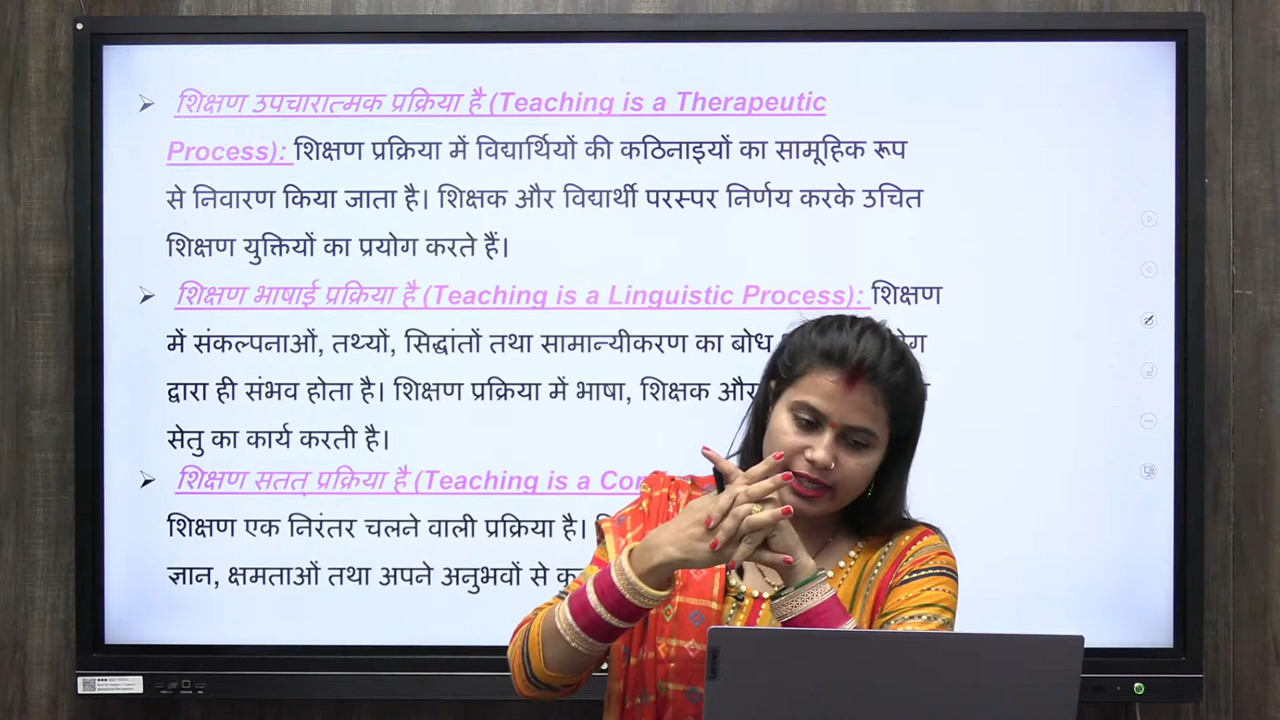 ➢ शिक्षण उपचारात्मक प्रक्रिया है (Teaching is a Therapeutic
Process): शिक्षण प्रक्रिया में विद्यार्थियों की कठिनाइयों का सामूहिक रूप
से निवारण किया जाता है। शिक्षक और विद्यार्थी परस्पर निर्णय करके उचित
शिक्षण युक्तियों का प्रयोग करते हैं।
➢ शिक्षण भाषाई प्रक्रिया है (Teaching is a Linguistic Process): शिक्षण
में संकल्पनाओं, तथ्यों, सिद्धांतों तथा सामान्यीकरण का बोध
द्वारा ही संभव होता है। शिक्षण प्रक्रिया में भाषा, शिक्षक और
सेतु का कार्य करती है।
➢ शिक्षण सतत् प्रक्रिया है (Teaching is a
शिक्षण एक निरंतर चलने वाली प्रक्रिया है।
ज्ञान, क्षमताओं तथा अपने अनुभवों से
Lenovo